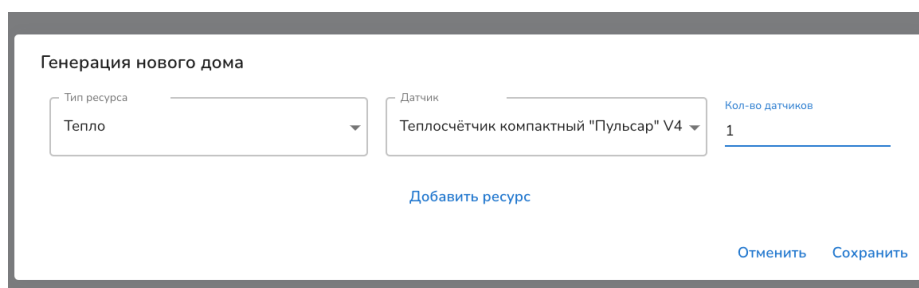 Генерация нового дома
Тип ресурса
Тепло
Датчик
Теплосчётчик компактный "Пульсар" V4
Кол-во датчиков
1
Добавить ресурс
Отменить
Сохранить